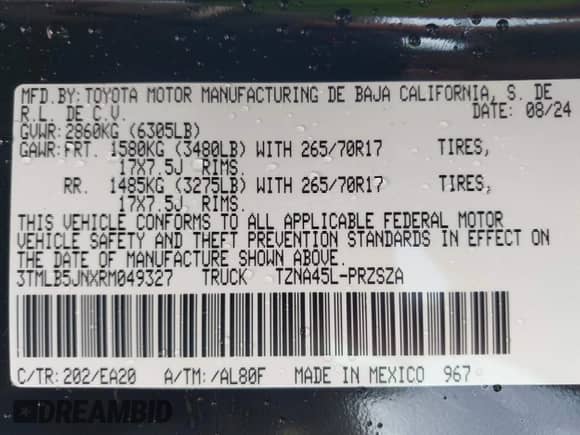 MFD.BY:TOYOTA MOTOR MANUFACTURING DE BAJA CALIFORNIA, S. DE
R.L. DE C.V. DATE: 08/24
GVWR:2860KG (6305LB)
GAWR:FRT. 1580KG (3480LB) WITH 265/70R17 TIRES,
17X7.5J RIMS.
RR. 1485KG (3275LB) WITH 265/70R17 TIRES,
17X7.5J RIMS.
THIS VEHICLE CONFORMS TO ALL APPLICABLE FEDERAL MOTOR
VEHICLE SAFETY AND THEFT PREVENTION STANDARDS IN EFFECT ON
THE DATE OF MANUFACTURE SHOWN ABOVE.
3TMLB5JNXRM049327 TRUCK TZNA45L-PRZSZA
C/TR:202/EA20 A/TM:/AL80F MADE IN MEXICO 967
DREAMBID